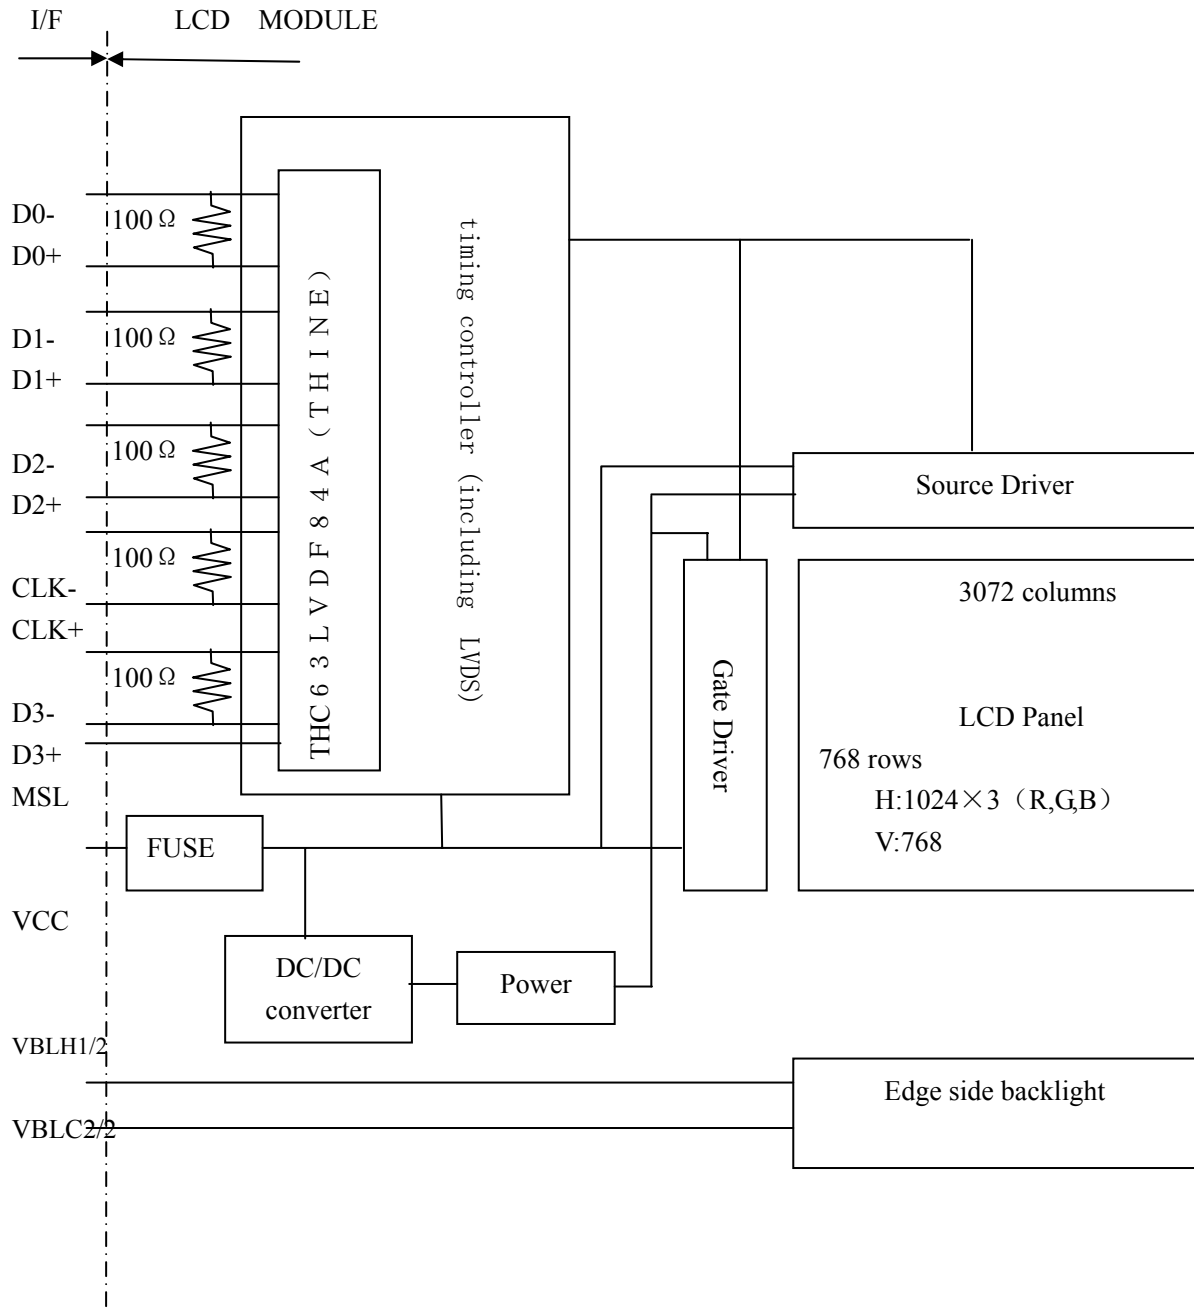 I/F LCD MODULE
D0- 100Ω
D0+
D1- 100Ω
D1+
D2- 100Ω
D2+
100Ω
CLK-
CLK+
100Ω
D3-
D3+
MSL
THC63LVDF84A(THINE)
timing controller (including LVDS)
Source Driver
Gate Driver
3072 columns
LCD Panel
768 rows
H:1024×3（R,G,B）
V:768
FUSE
VCC
DC/DC
converter
Power
VBLH1/2
Edge side backlight
VBLC2/2